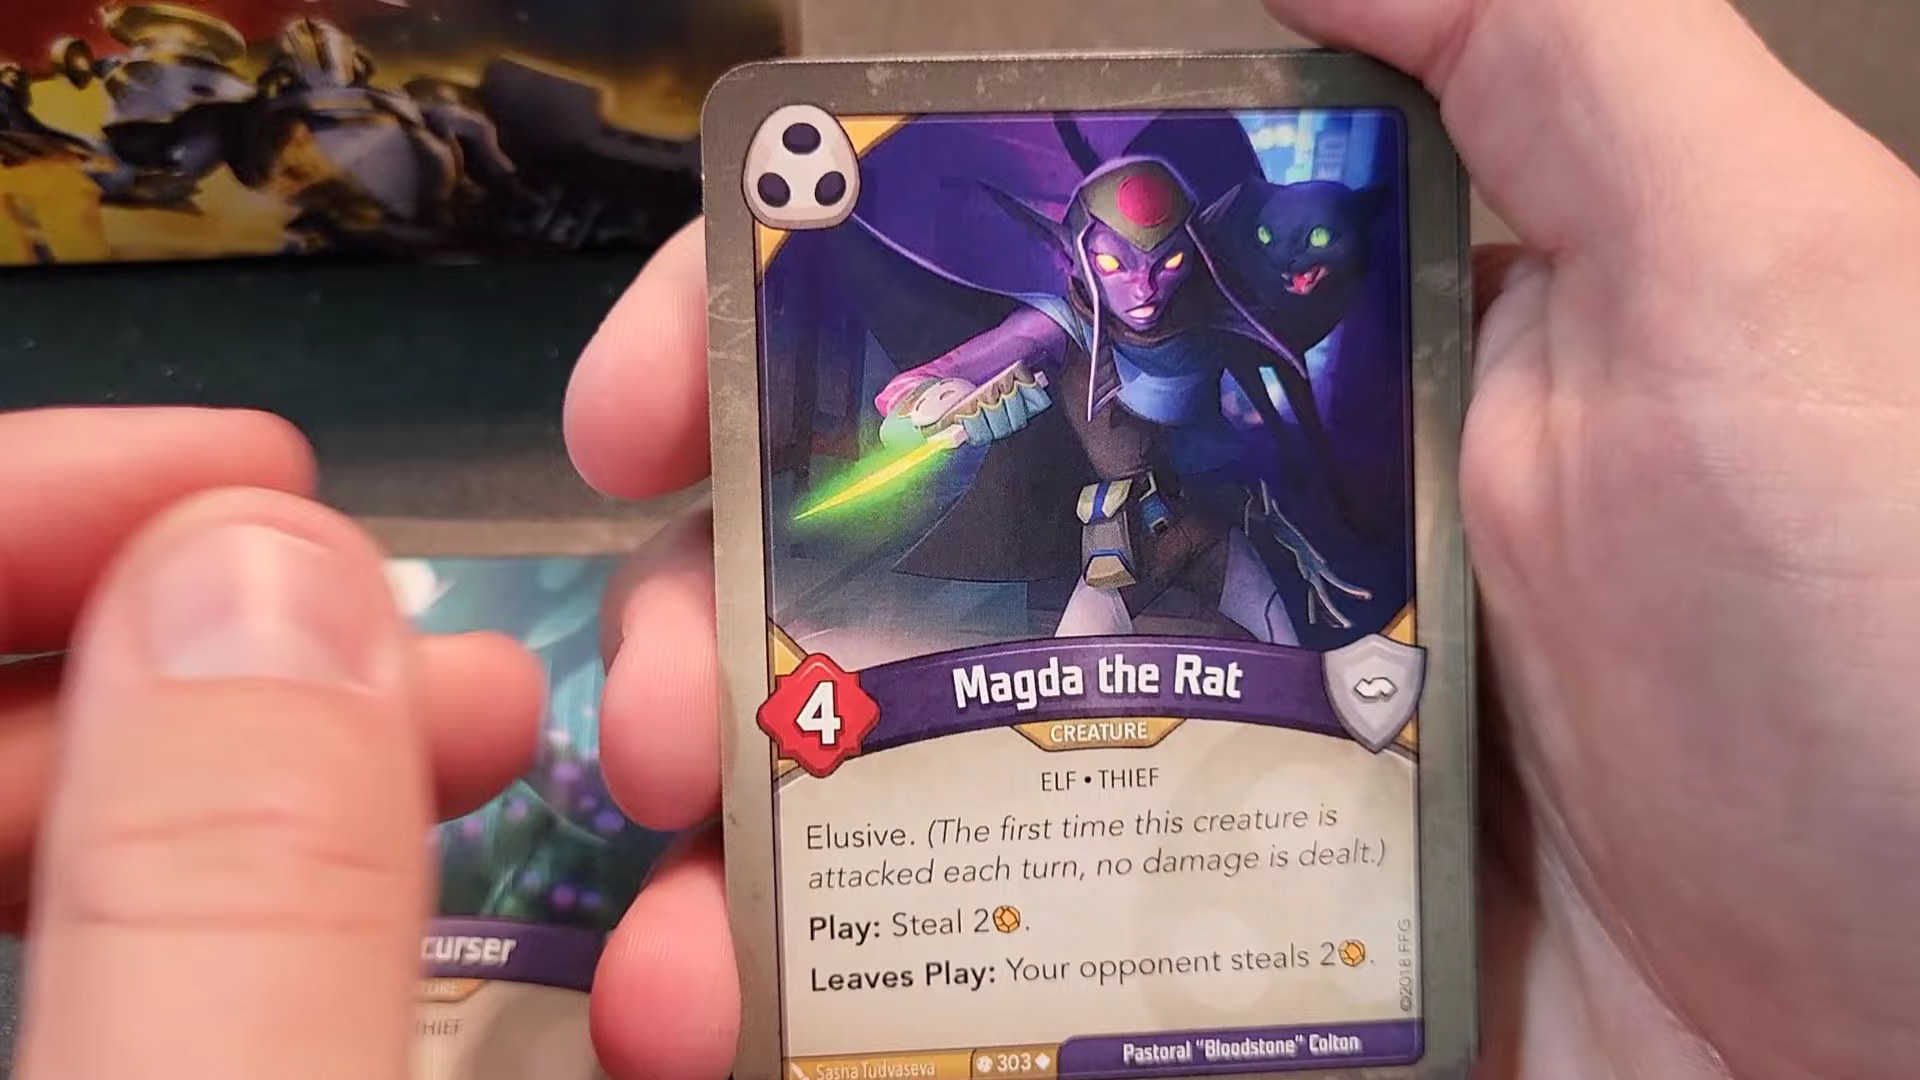 4
Magda the Rat
CREATURE
ELF • THIEF
Elusive. (The first time this creature is
attacked each turn, no damage is dealt.)
Play: Steal 2.
Leaves Play: Your opponent steals 2.
©2018 FFG
Sasha Tudvaseva
303
Pastoral "Bloodstone" Colton
curser
THIEF